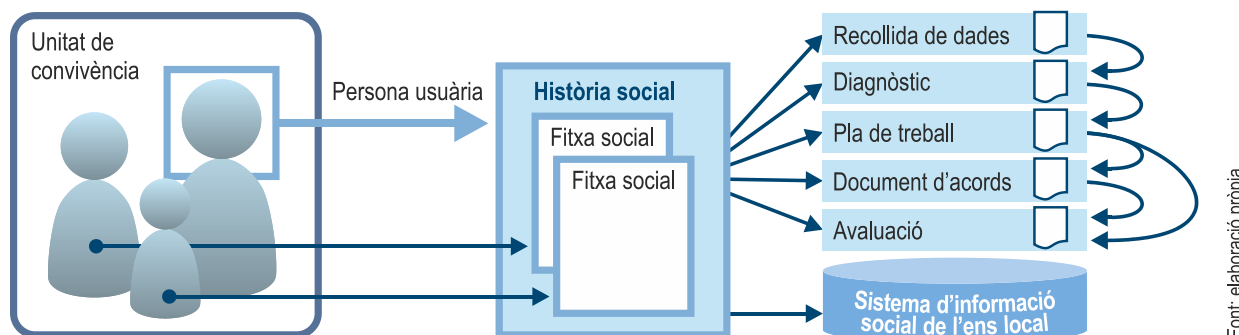 Unitat de
convivència
Persona usuària
Història social
Fitxa social
Fitxa social
Recollida de dades
Diagnòstic
Pla de treball
Document d'acords
Avaluació
Sistema d'informació
social de l'ens local
Font: elaboració pròpia